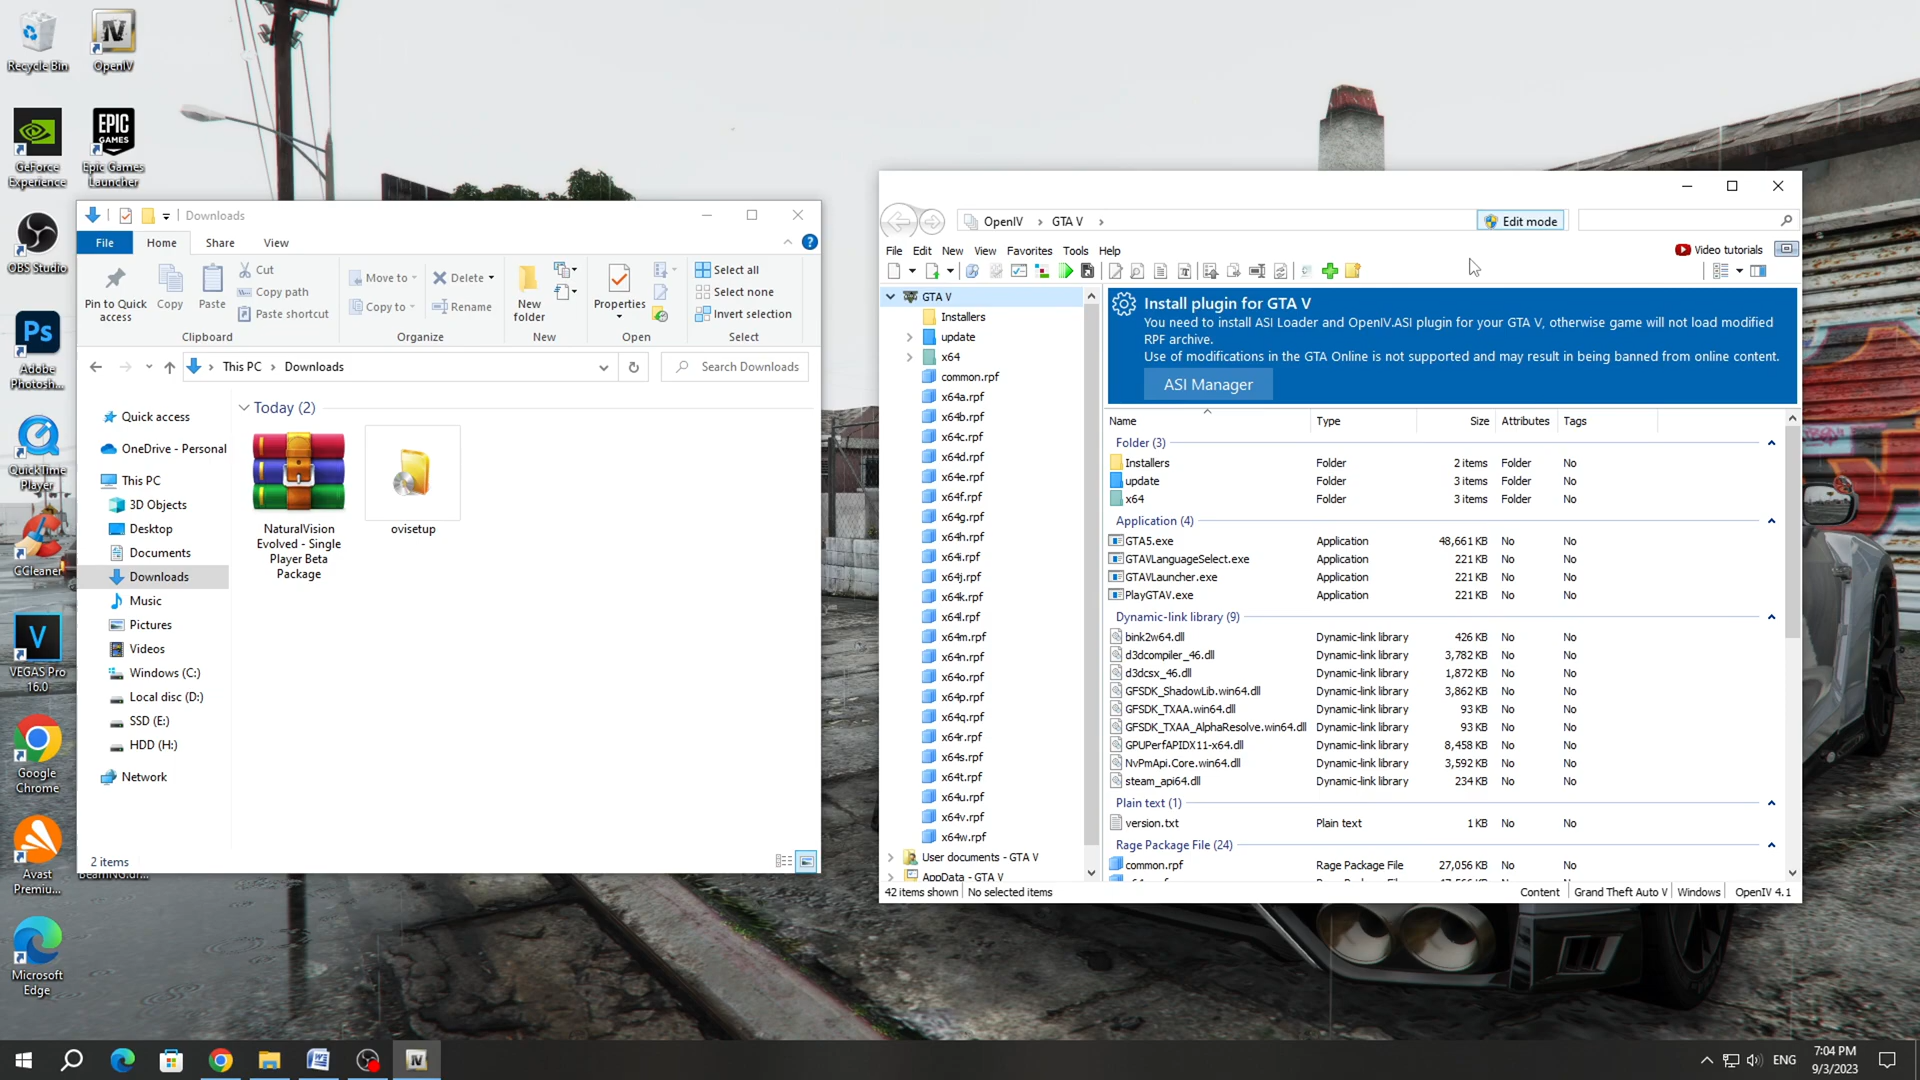 Recycle Bin
OpenIV
GeForce
Experience
EPIC
GAMES
Epic Games
Launcher
OBS Studio
Ps
Adobe
Photosh...
QuickTime
Player
CCleaner
V
VEGAS Pro
16.0
Google
Chrome
Avast
Premiu...
BeamNG.dr...
Microsoft
Edge
Downloads
File
Home
Share
View
Pin to Quick
access
Copy
Paste
Cut
Copy path
Paste shortcut
Clipboard
Move to
Copy to
Delete
Rename
Organize
New
folder
New
Properties
Open
Select all
Select none
Invert selection
Select
This PC
Downloads
Search Downloads
Quick access
OneDrive - Personal
This PC
3D Objects
Desktop
Documents
Downloads
Music
Pictures
Videos
Windows (C:)
Local disc (D:)
SSD (E:)
HDD (H:)
Network
Today (2)
NaturalVision
Evolved - Single
Player Beta
Package
ovisetup
2 items
OpenIV
GTA V
Edit mode
File
Edit
New
View
Favorites
Tools
Help
Video tutorials
GTA V
Installers
update
x64
common.rpf
x64a.rpf
x64b.rpf
x64c.rpf
x64d.rpf
x64e.rpf
x64f.rpf
x64g.rpf
x64h.rpf
x64i.rpf
x64j.rpf
x64k.rpf
x64l.rpf
x64m.rpf
x64n.rpf
x64o.rpf
x64p.rpf
x64q.rpf
x64r.rpf
x64s.rpf
x64t.rpf
x64u.rpf
x64v.rpf
x64w.rpf
User documents - GTA V
AppData - GTA V
Install plugin for GTA V
You need to install ASI Loader and OpenIV.ASI plugin for your GTA V, otherwise game will not load modified
RPF archive.
Use of modifications in the GTA Online is not supported and may result in being banned from online content.
ASI Manager
Name Type Size Attributes Tags
Folder (3)
Installers Folder 2 items Folder No
update Folder 3 items Folder No
x64 Folder 3 items Folder No
Application (4)
GTA5.exe Application 48,661 KB No No
GTAVLanguageSelect.exe Application 221 KB No No
GTAVLauncher.exe Application 221 KB No No
PlayGTAV.exe Application 221 KB No No
Dynamic-link library (9)
bink2w64.dll Dynamic-link library 426 KB No No
d3dcompiler_46.dll Dynamic-link library 3,782 KB No No
d3dcsx_46.dll Dynamic-link library 1,872 KB No No
GFSDK_ShadowLib.win64.dll Dynamic-link library 3,862 KB No No
GFSDK_TXAA.win64.dll Dynamic-link library 93 KB No No
GFSDK_TXAA_AlphaResolve.win64.dll Dynamic-link library 93 KB No No
GPUPerfAPIDX11-x64.dll Dynamic-link library 8,458 KB No No
NvPmApi.Core.win64.dll Dynamic-link library 3,592 KB No No
steam_api64.dll Dynamic-link library 234 KB No No
Plain text (1)
version.txt Plain text 1 KB No No
Rage Package File (24)
common.rpf Rage Package File 27,056 KB No No
42 items shown
No selected items
Content
Grand Theft Auto V
Windows
OpenIV 4.1
ENG
7:04 PM
9/3/2023